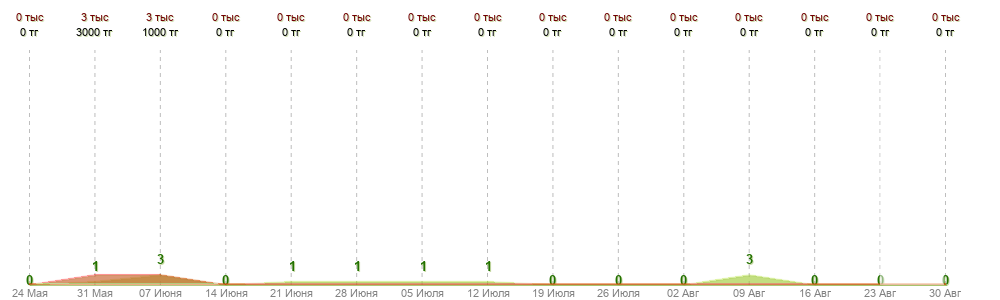 0 тыс 3 тыс 3 тыс 0 тыс 0 тыс 0 тыс 0 тыс 0 тыс 0 тыс 0 тыс 0 тыс 0 тыс 0 тыс 0 тыс 0 тыс
0 тг 3000 тг 1000 тг 0 тг 0 тг 0 тг 0 тг 0 тг 0 тг 0 тг 0 тг 0 тг 0 тг 0 тг 0 тг
0 1 3 0 1 1 1 1 0 0 0 3 0 0 0
24 Мая 31 Мая 07 Июня 14 Июня 21 Июня 28 Июня 05 Июля 12 Июля 19 Июля 26 Июля 02 Авг 09 Авг 16 Авг 23 Авг 30 Авг